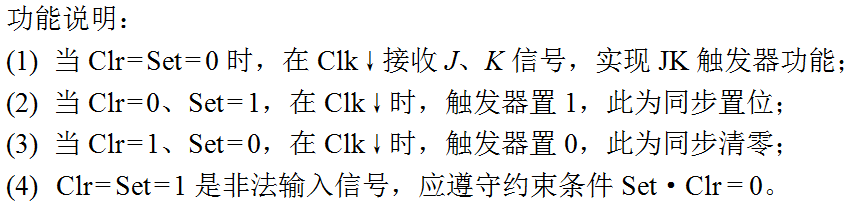 功能说明：
(1) 当 Clr=Set=0 时，在 Clk↓接收 J、K 信号，实现 JK 触发器功能；
(2) 当 Clr=0、Set=1，在 Clk↓时，触发器置 1，此为同步置位；
(3) 当 Clr=1、Set=0，在 Clk↓时，触发器置 0，此为同步清零；
(4) Clr=Set=1 是非法输入信号，应遵守约束条件 Set·Clr=0。